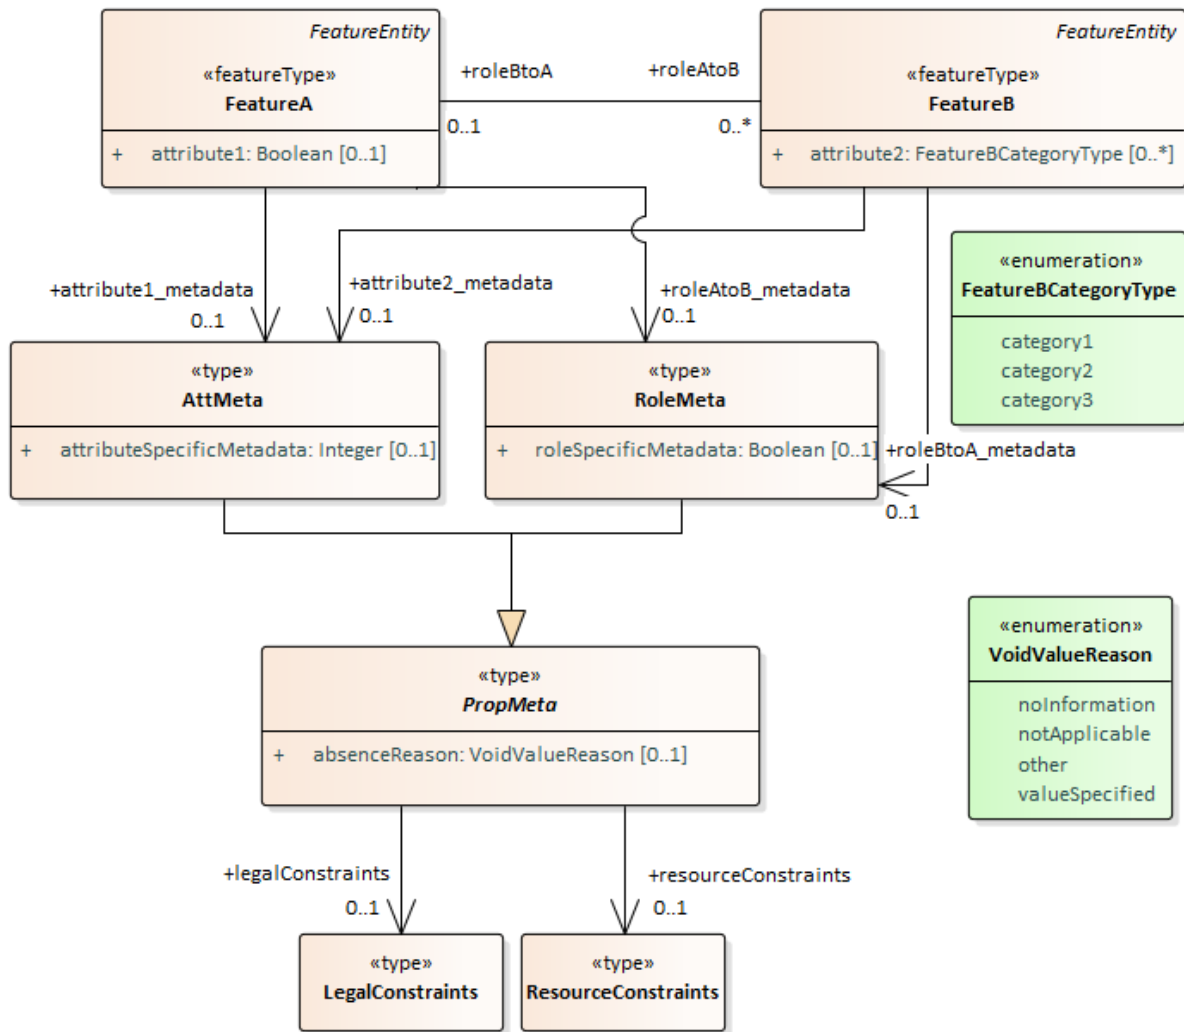 FeatureEntity
«featureType»
FeatureA
+ attribute1: Boolean [0..1]
+roleBtoA
0..1
+roleAtoB
0..*
FeatureEntity
«featureType»
FeatureB
+ attribute2: FeatureBCategoryType [0..*]
+attribute1_metadata
0..1
+attribute2_metadata
0..1
+roleAtoB_metadata
0..1
«enumeration»
FeatureBCategoryType
category1
category2
category3
«type»
AttMeta
+ attributeSpecificMetadata: Integer [0..1]
«type»
RoleMeta
+ roleSpecificMetadata: Boolean [0..1]
+roleBtoA_metadata
0..1
«type»
PropMeta
+ absenceReason: VoidValueReason [0..1]
«enumeration»
VoidValueReason
noInformation
notApplicable
other
valueSpecified
+legalConstraints
0..1
+resourceConstraints
0..1
«type»
LegalConstraints
«type»
ResourceConstraints